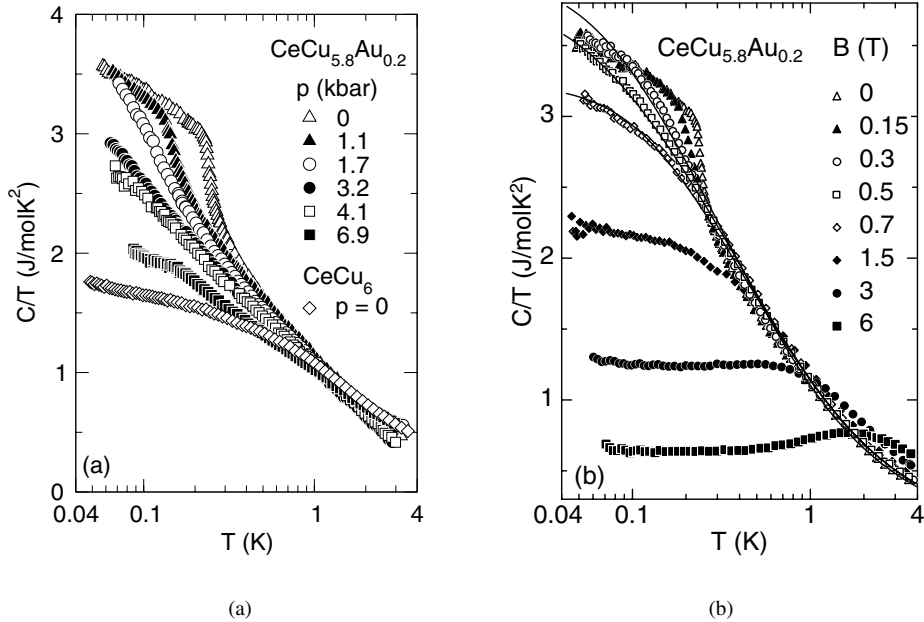 4
3
2
1
0
C/T (J/molK²)
CeCu₅.₈Au₀.₂
p (kbar)
0
1.1
1.7
3.2
4.1
6.9
CeCu₆
p = 0
(a)
0.04
0.1
1
4
T (K)
3
2
1
C/T (J/molK²)
CeCu₅.₈Au₀.₂
B (T)
0
0.15
0.3
0.5
0.7
1.5
3
6
(b)
0.04
0.1
1
4
T (K)
(a)
(b)